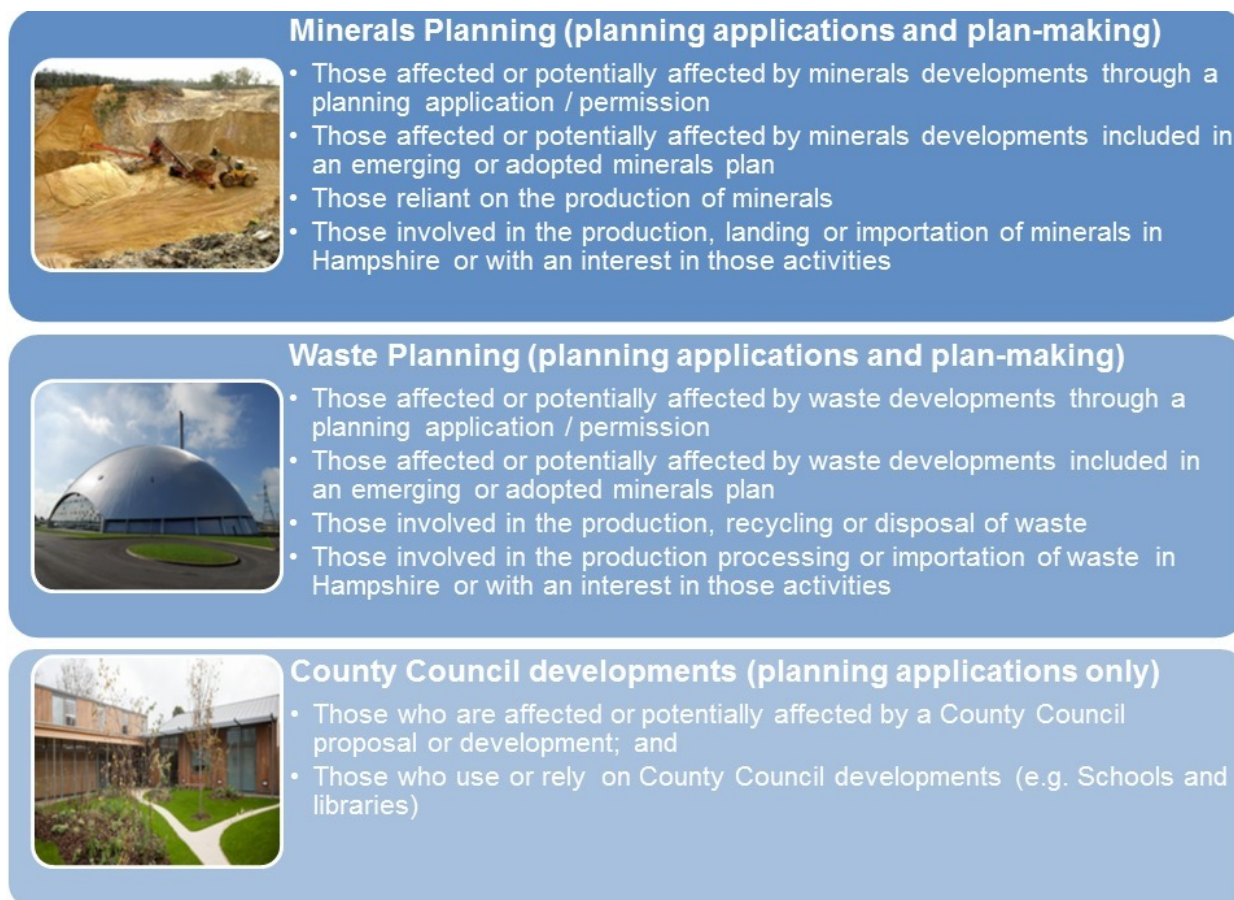 Minerals Planning (planning applications and plan-making)
• Those affected or potentially affected by minerals developments through a
planning application / permission
• Those affected or potentially affected by minerals developments included in
an emerging or adopted minerals plan
• Those reliant on the production of minerals
• Those involved in the production, landing or importation of minerals in
Hampshire or with an interest in those activities
Waste Planning (planning applications and plan-making)
• Those affected or potentially affected by waste developments through a
planning application / permission
• Those affected or potentially affected by waste developments included in
an emerging or adopted minerals plan
• Those involved in the production, recycling or disposal of waste
• Those involved in the production processing or importation of waste in
Hampshire or with an interest in those activities
County Council developments (planning applications only)
• Those who are affected or potentially affected by a County Council
proposal or development; and
• Those who use or rely on County Council developments (e.g. Schools and
libraries)